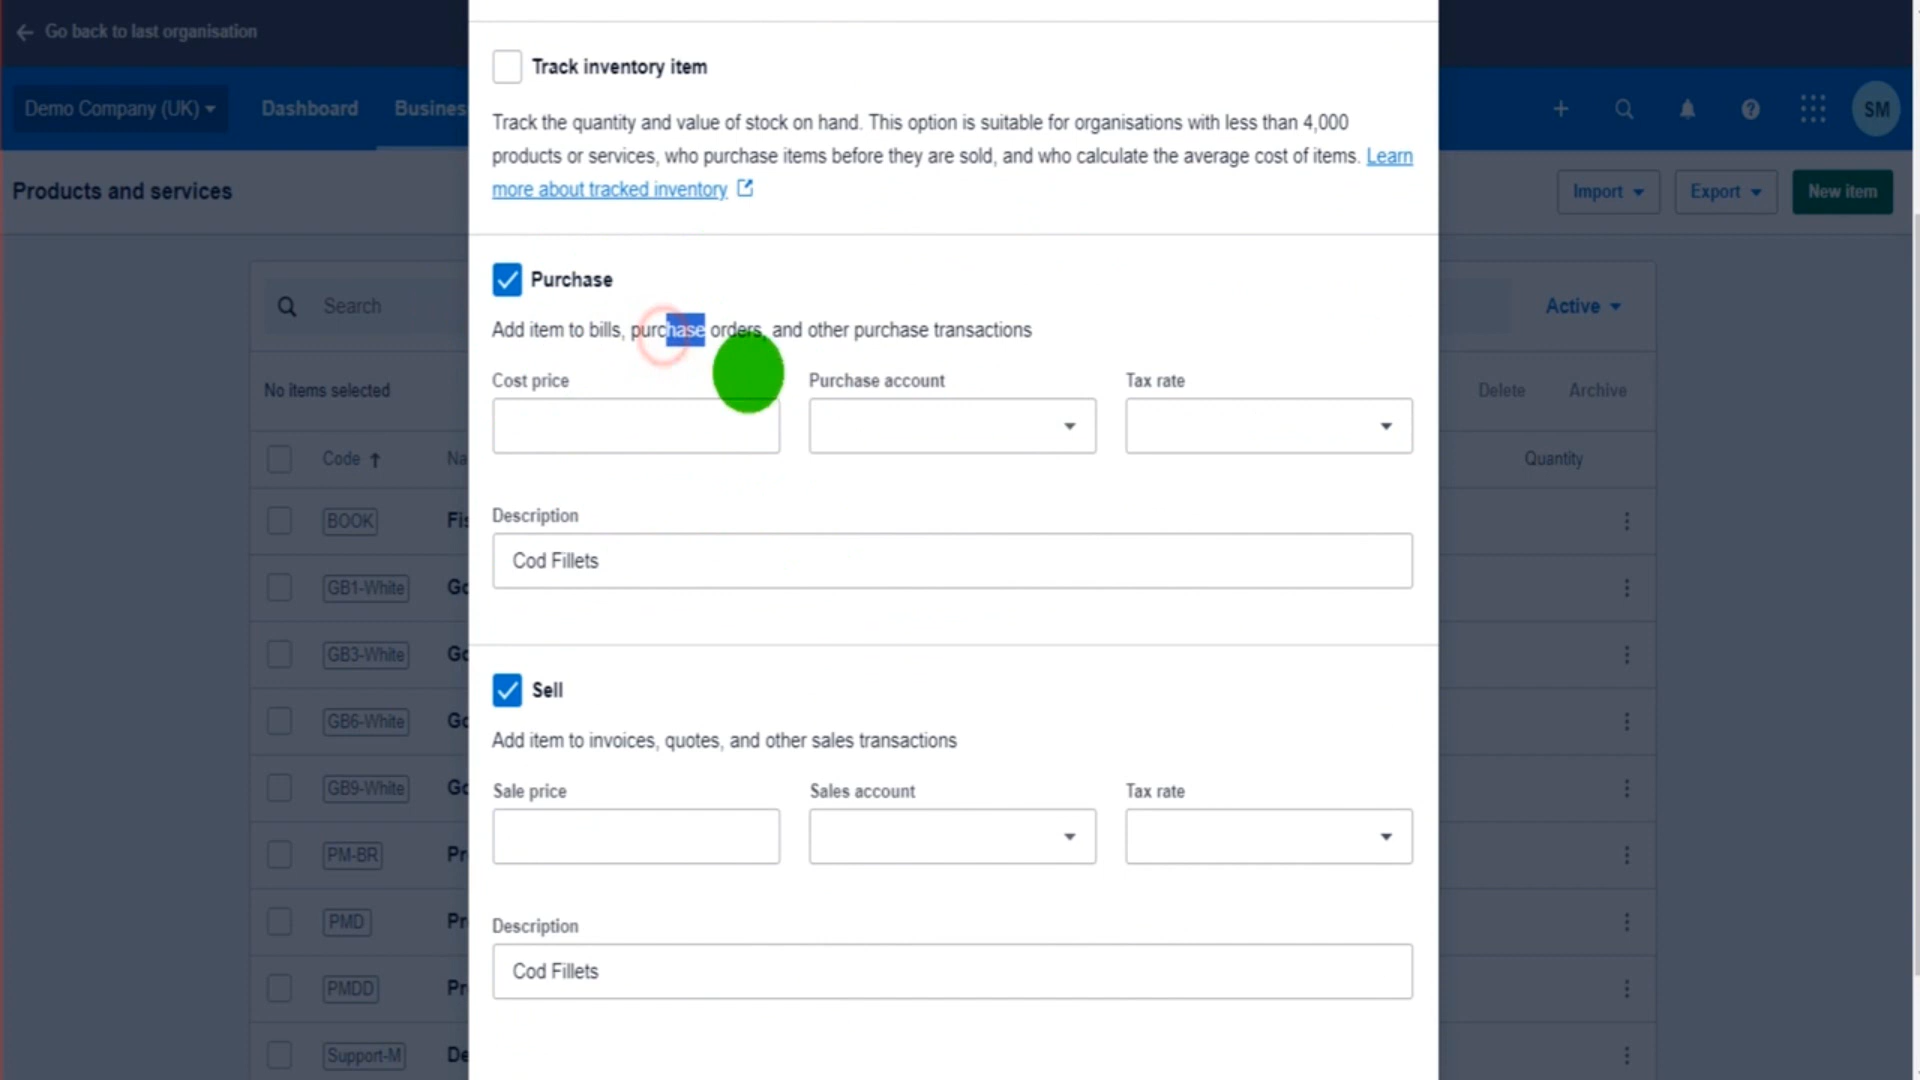 Go back to last organisation
Demo Company (UK)
Dashboard
SM
Products and services
Import
Export
New item
Search
Active
No items selected
Delete
Archive
Code
Quantity
BOOK
GB1-White
GB3-White
GB6-White
GB9-White
PM-BR
PMD
PMDD
Support-M
Track inventory item
Track the quantity and value of stock on hand. This option is suitable for organisations with less than 4,000
products or services, who purchase items before they are sold, and who calculate the average cost of items. Learn
more about tracked inventory
Purchase
Add item to bills, purchase orders, and other purchase transactions
Cost price
Purchase account
Tax rate
Description
Cod Fillets
Sell
Add item to invoices, quotes, and other sales transactions
Sale price
Sales account
Tax rate
Description
Cod Fillets